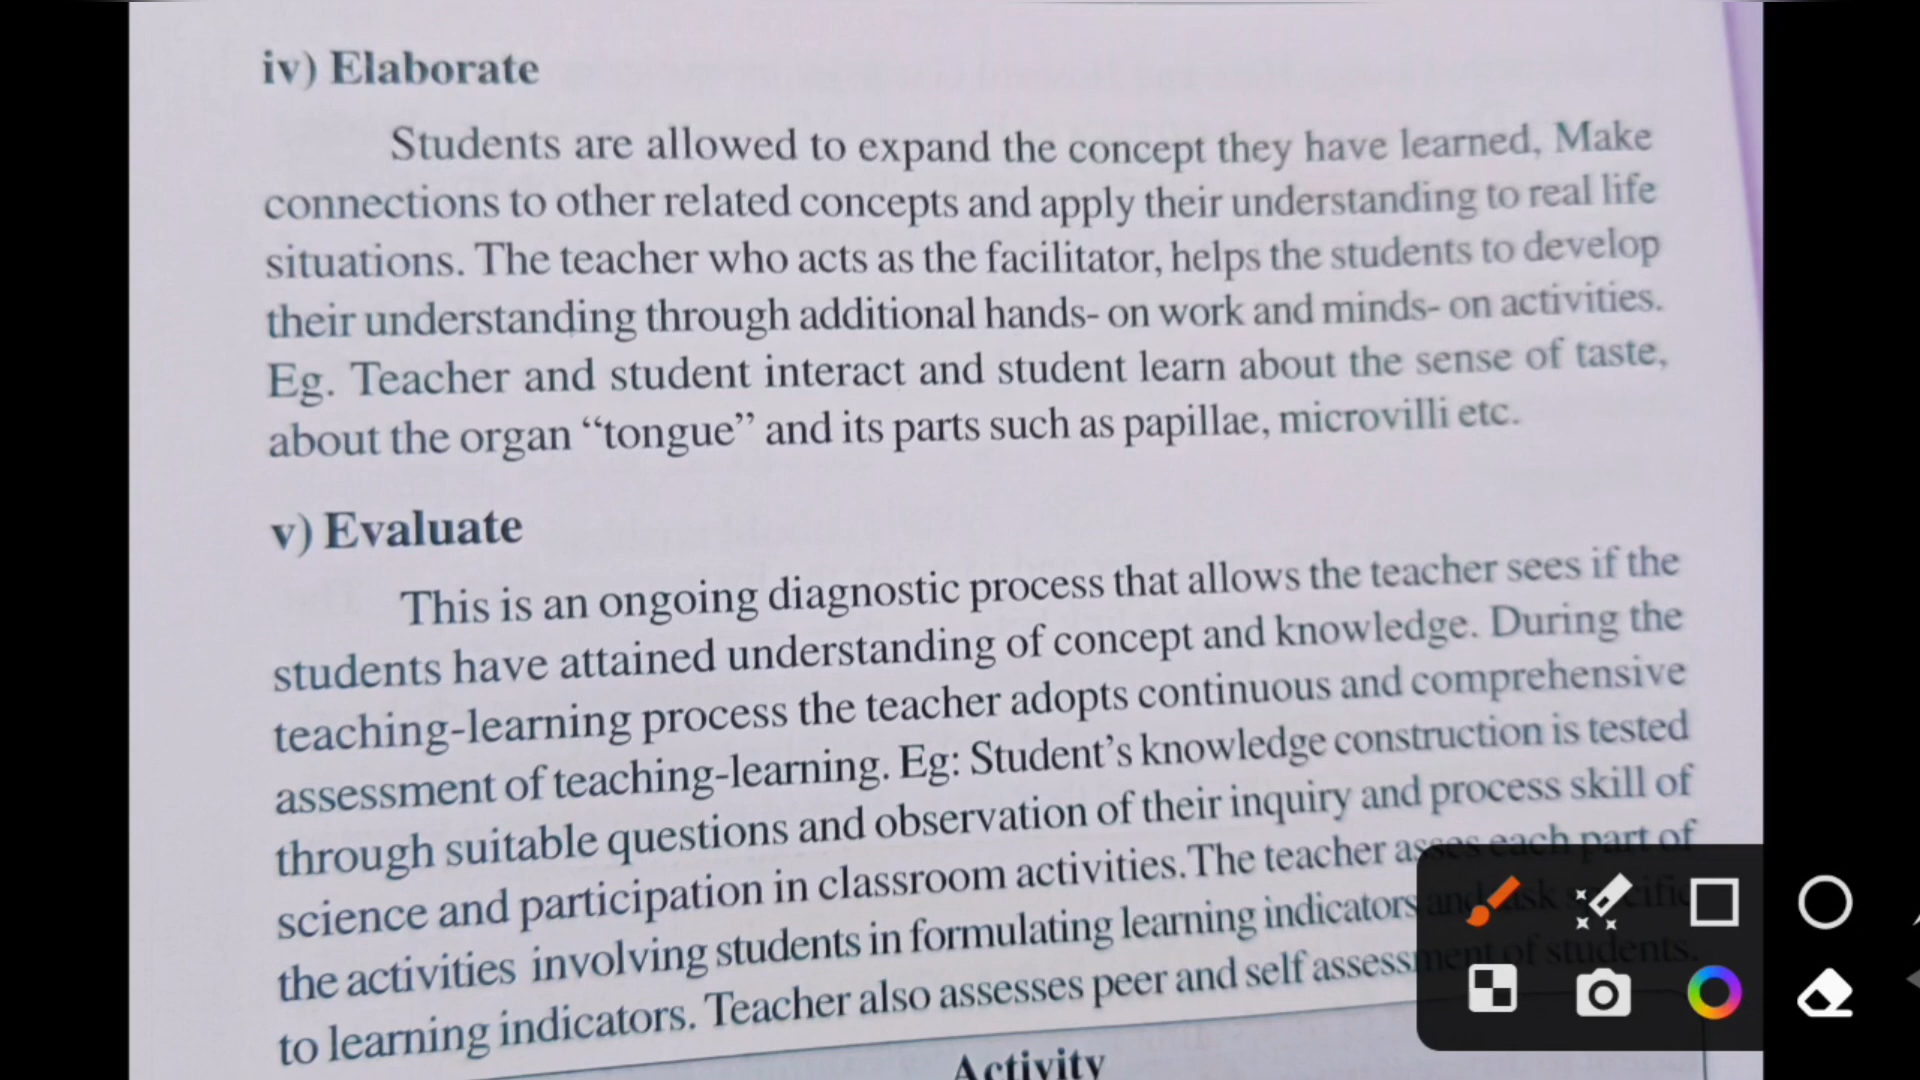 iv) Elaborate
Students are allowed to expand the concept they have learned, Make
connections to other related concepts and apply their understanding to real life
situations. The teacher who acts as the facilitator, helps the students to develop
their understanding through additional hands- on work and minds- on activities.
Eg. Teacher and student interact and student learn about the sense of taste,
about the organ “tongue” and its parts such as papillae, microvilli etc.
v) Evaluate
This is an ongoing diagnostic process that allows the teacher sees if the
students have attained understanding of concept and knowledge. During the
teaching-learning process the teacher adopts continuous and comprehensive
assessment of teaching-learning. Eg: Student’s knowledge construction is tested
through suitable questions and observation of their inquiry and process skill of
science and participation in classroom activities.The teacher asses each part of
the activities involving students in formulating learning indicators and
to learning indicators. Teacher also assesses peer and self assessment of students.
Activity